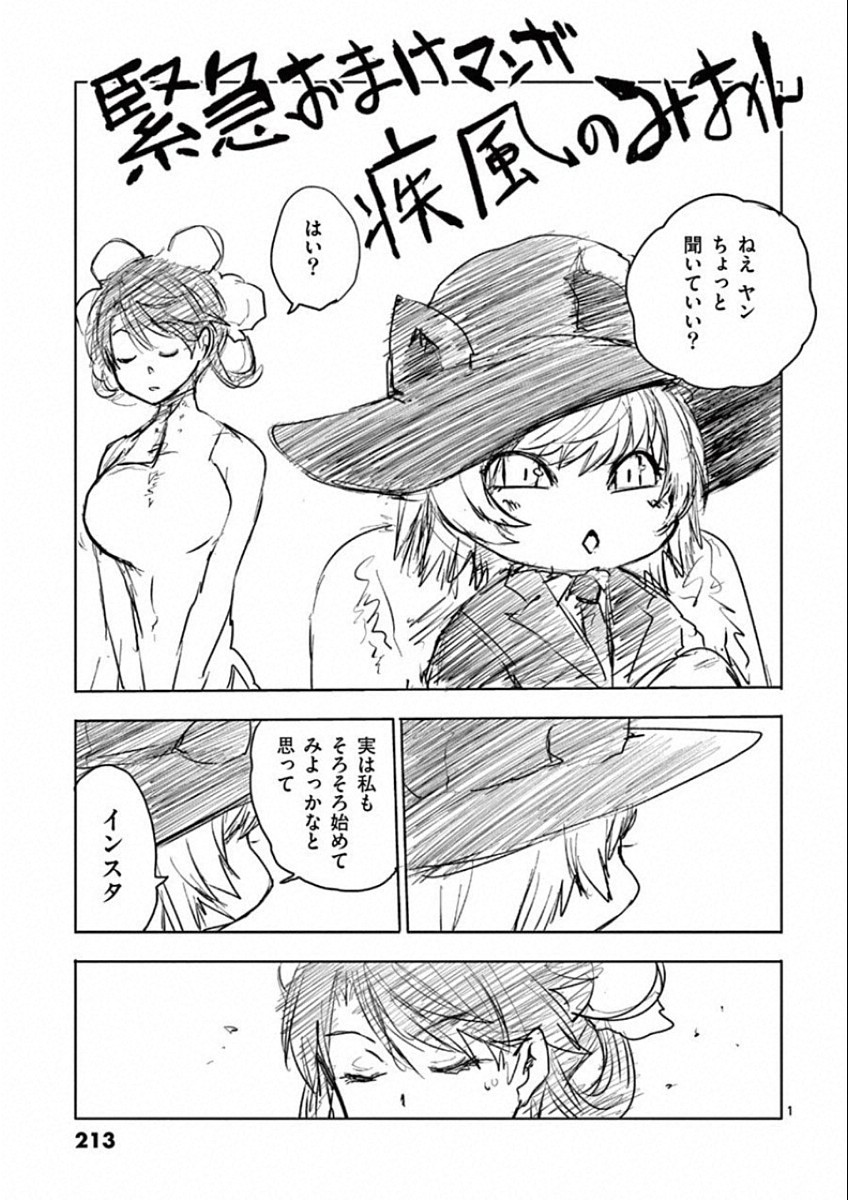 緊急おまけマンガ
疾風のみおん
ねえ ヤン
ちょっと
聞いていい?
はい?
実は私も
そろそろ始めて
みよっかなと
思って
インスタ
1
213